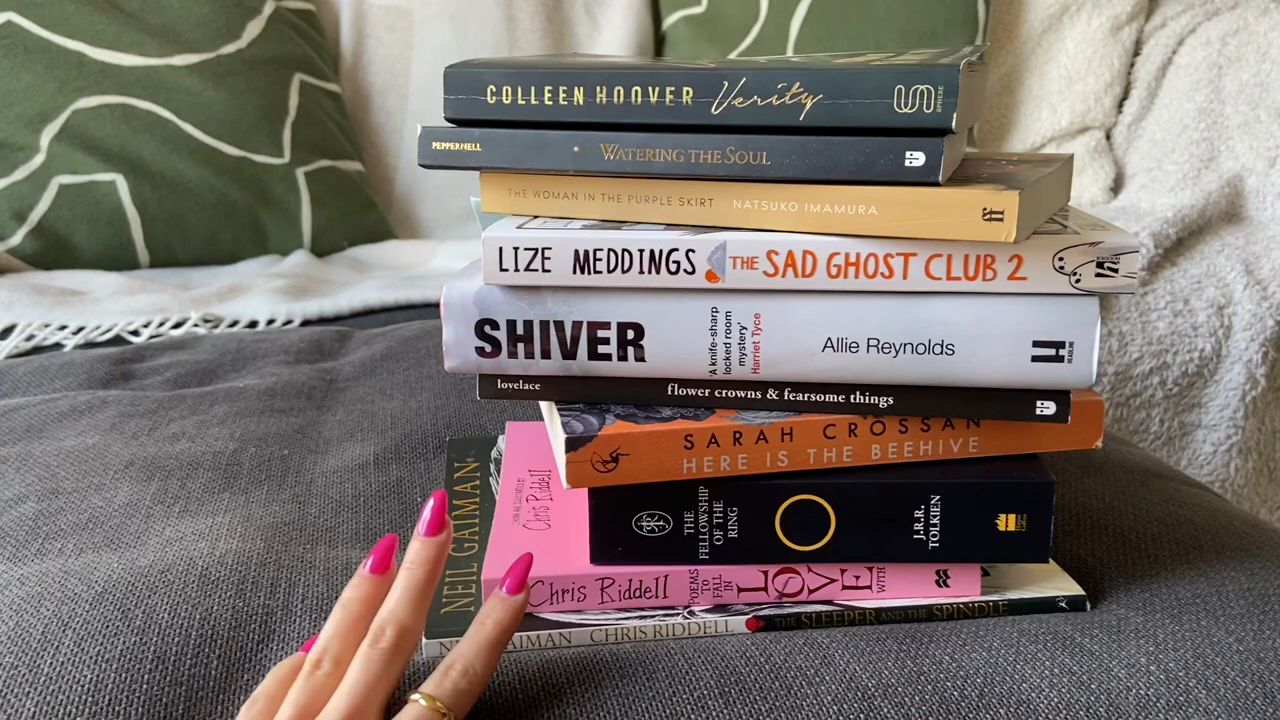 COLLEEN HOOVER Verity SPHERE
PEPPERNELL WATERING THE SOUL
THE WOMAN IN THE PURPLE SKIRT NATSUKO IMAMURA ff
LIZE MEDDINGS THE SAD GHOST CLUB 2
SHIVER
'A knife-sharp
locked room
mystery'
Harriet Tyce
Allie Reynolds
H HEADLINE
lovelace flower crowns & fearsome things
SARAH CROSSAN
HERE IS THE BEEHIVE
THE
FELLOWSHIP
OF THE
RING
J.R.R.
TOLKIEN
NEIL GAIMAN
Chris Riddell
Chris Riddell
POEMS
TO
FALL
IN
LOVE
WITH
CHRIS RIDDELL THE SLEEPER AND THE SPINDLE